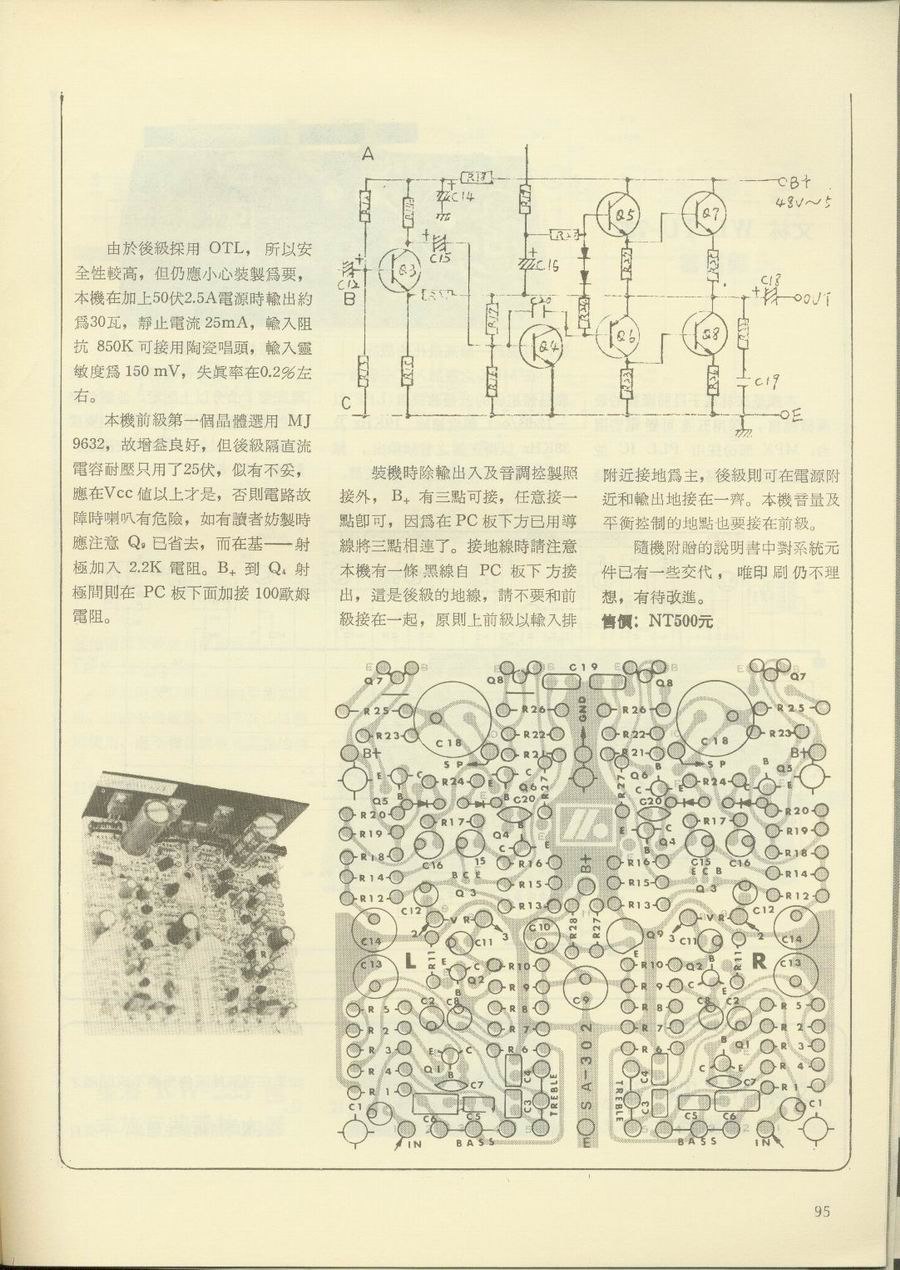 A
B
C
R18
C14
C15
C12
Q3
C16
C20
Q4
Q5
Q6
Q7
Q8
C18
C19
B+
48V～5
OUT
E
由於後級採用 OTL，所以安
全性較高，但仍應小心裝製爲要，
本機在加上50伏2.5A電源時輸出約
爲30瓦，靜止電流 25mA，輸入阻
抗 850K 可接用陶瓷唱頭，輸入靈
敏度爲 150 mV，失眞率在0.2%左
右。
本機前級第一個晶體選用 MJ
9632，故增益良好，但後級隔直流
電容耐壓只用了25伏，似有不妥，
應在Vcc 値以上才是，否則電路故
障時喇叭有危險，如有讀者妨製時
應注意 Q₉ 已省去，而在基——射
極加入 2.2K 電阻。B₊ 到 Q₄ 射
極間則在 PC 板下面加接 100歐姆
電阻。
裝機時除輸出入及音調控製照
接外，B₊ 有三點可接，任意接一
點卽可，因爲在 PC 板下方已用導
線將三點相連了。接地線時請注意
本機有一條黑線自 PC 板下方接
出，這是後級的地線，請不要和前
級接在一起，原則上前級以輸入排
附近接地爲主，後級則可在電源附
近和輸出地接在一齊。本機音量及
平衡控制的地點也要接在前級。
隨機附贈的說明書中對系統元
件已有一些交代，唯印刷仍不理
想，有待改進。
售價：NT500元
E B Q7 Q8 B C19 Q8 B E B Q7
R25 R26 GND R26 R25
C18 C18
R23 R22 R22 R23
B+ R21 R21 B+
SP SP
E C R24 C Q6 R27 R27 Q6 B R24 B Q5
Q5 B C20 C20
R20 R17 R17 R20
R19 Q4 Q4 R19
R18 C16 15 R16 B+ R16 C15 C16 R18
R14 B C E R15 R15 E C B R14
R12 Q3 R13 R13 Q3 R12
C12 VR C10 R28 R27 Q9 VR C12
C14 2 C11 3 3 C11 2 C14
C13 L R11 R10 R10 R11 R C13
Q2 R9 C9 R9 Q2
R5 C2 C8 R8 R8 C8 C2 R5
R2 R7 R7 R2
R3 R6 R6 Q1 R3
R4 Q1 C4 C4 R4
R1 C7 C7 R1
C1 C6 C5 C3 TREBLE SA-302 TREBLE C3 C5 C6 C1
IN BASS E BASS IN
95